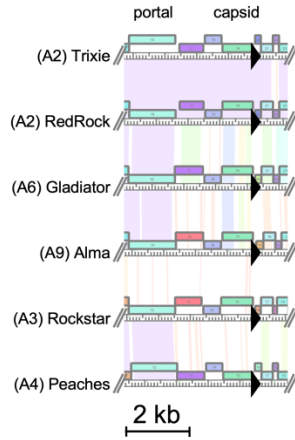 portal capsid
(A2) Trixie
(A2) RedRock
(A6) Gladiator
(A9) Alma
(A3) Rockstar
(A4) Peaches
2 kb